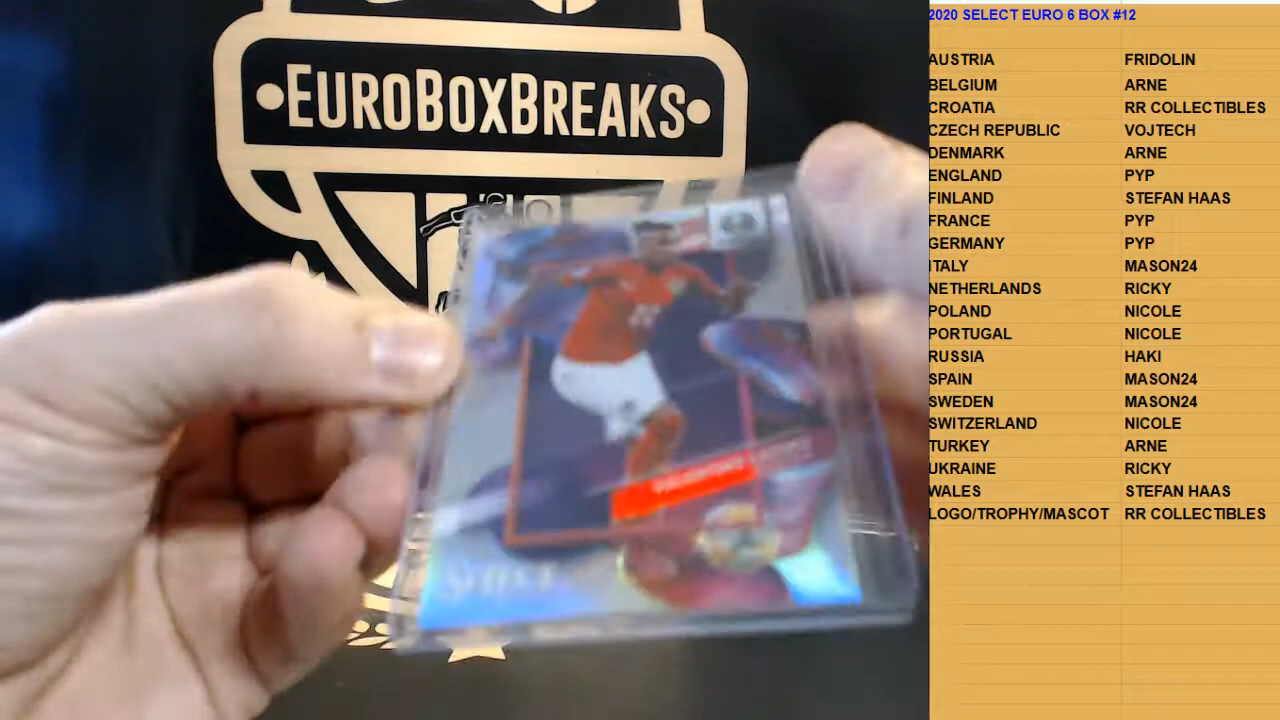 EUROBOXBREAKS
2020 SELECT EURO 6 BOX #12
AUSTRIA FRIDOLIN
BELGIUM ARNE
CROATIA RR COLLECTIBLES
CZECH REPUBLIC VOJTECH
DENMARK ARNE
ENGLAND PYP
FINLAND STEFAN HAAS
FRANCE PYP
GERMANY PYP
ITALY MASON24
NETHERLANDS RICKY
POLAND NICOLE
PORTUGAL NICOLE
RUSSIA HAKI
SPAIN MASON24
SWEDEN MASON24
SWITZERLAND NICOLE
TURKEY ARNE
UKRAINE RICKY
WALES STEFAN HAAS
LOGO/TROPHY/MASCOT RR COLLECTIBLES